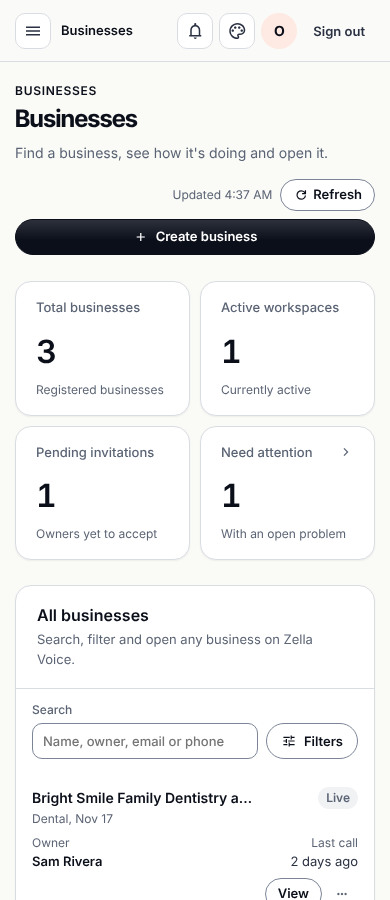 Businesses
O
Sign out
BUSINESSES
Businesses
Find a business, see how it's doing and open it.
Updated 4:37 AM
Refresh
+ Create business
Total businesses
3
Registered businesses
Active workspaces
1
Currently active
Pending invitations
1
Owners yet to accept
Need attention
1
With an open problem
All businesses
Search, filter and open any business on Zella
Voice.
Search
Name, owner, email or phone
Filters
Bright Smile Family Dentistry a...
Live
Dental, Nov 17
Owner
Last call
Sam Rivera
2 days ago
View
...